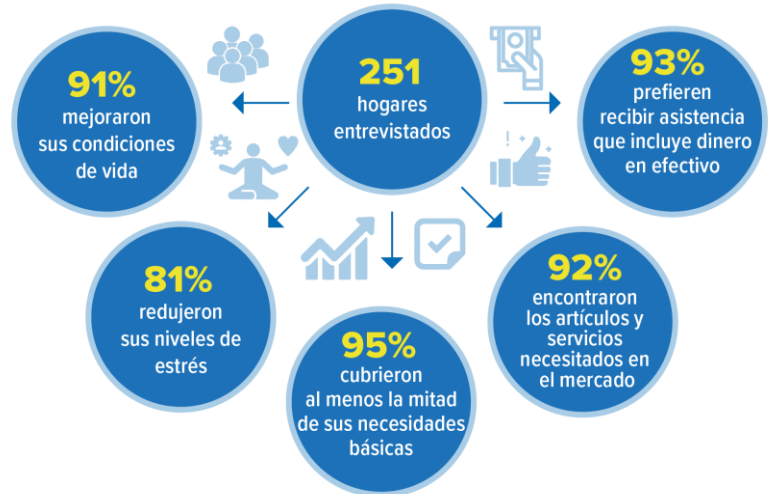 251
hogares
entrevistados
91%
mejoraron
sus condiciones
de vida
81%
redujeron
sus niveles de
estrés
95%
cubrieron
al menos la mitad
de sus necesidades
básicas
92%
encontraron
los artículos y
servicios
necesitados en
el mercado
93%
prefieren
recibir asistencia
que incluye dinero
en efectivo